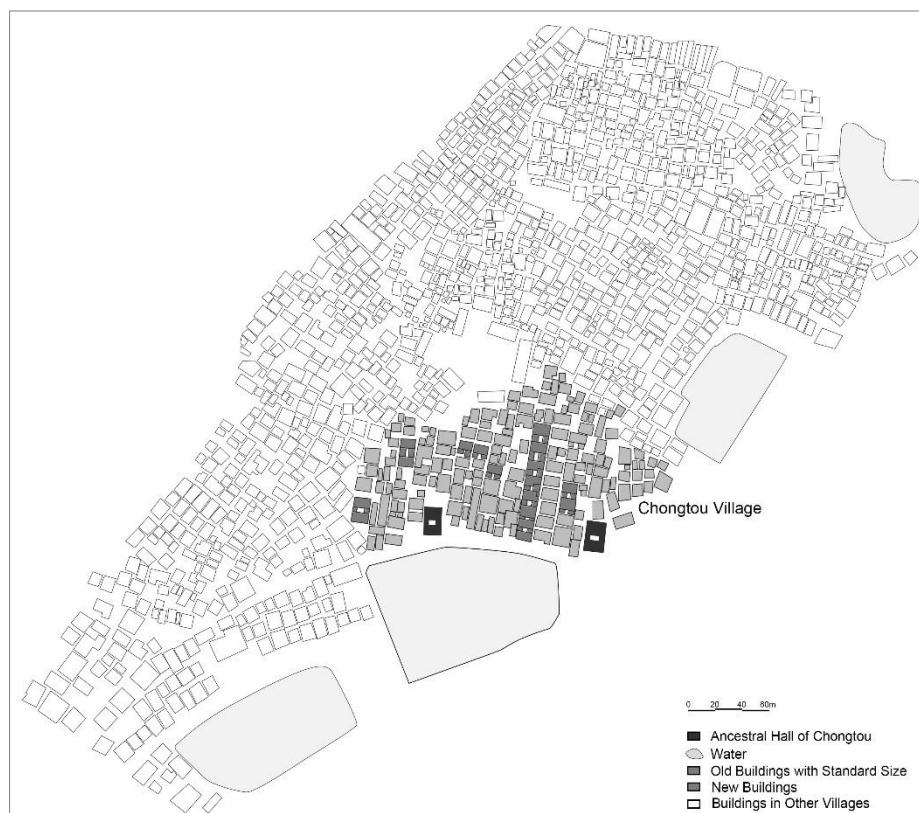 Chongtou Village
0 20 40 60m
Ancestral Hall of Chongtou
Water
Old Buildings with Standard Size
New Buildings
Buildings in Other Villages